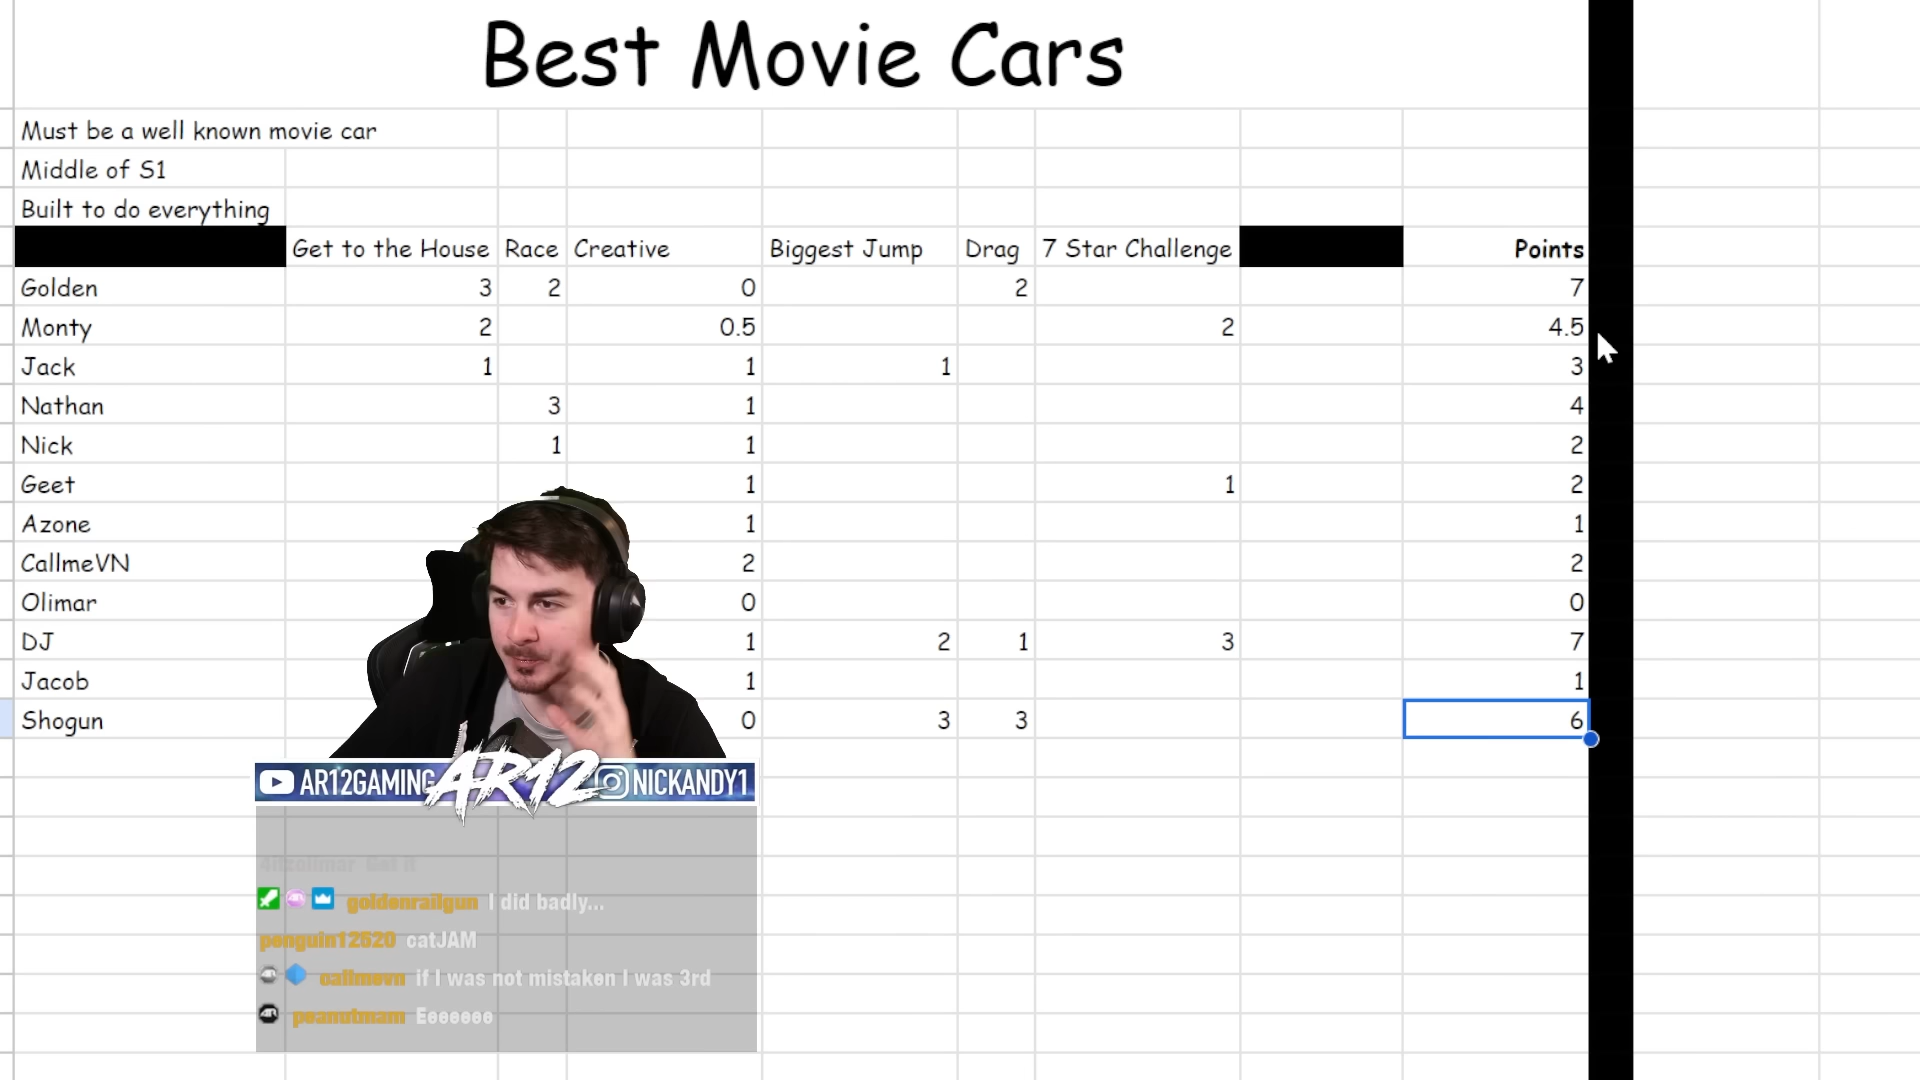 Best Movie Cars
Must be a well known movie car
Middle of S1
Built to do everything
Get to the House Race Creative Biggest Jump Drag 7 Star Challenge Points
Golden 3 2 0 2 7
Monty 2 0.5 2 4.5
Jack 1 1 1 3
Nathan 3 1 4
Nick 1 1 2
Geet 1 1 2
Azone 1 1
CallmeVN 2 2
Olimar 0 0
DJ 1 2 1 3 7
Jacob 1 1
Shogun 0 3 3 6
AR12GAMING AR12 NICKANDY1
Get it
goldenrailgun I did badly...
penguin12520 catJAM
callmevn if I was not mistaken I was 3rd
peanutmam Eeeeeee